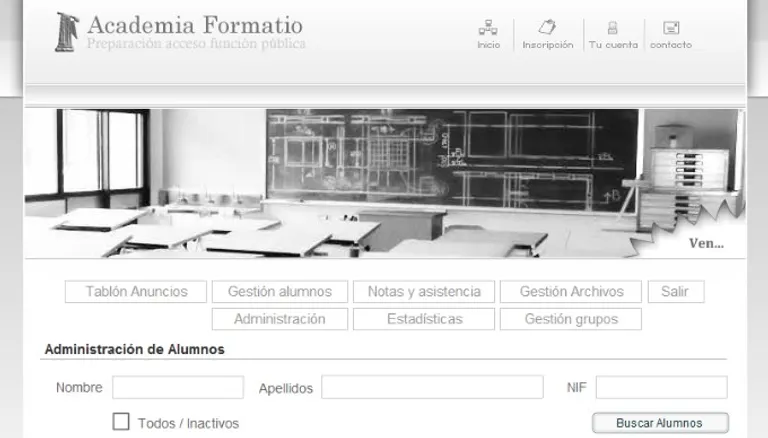 Academia Formatio
Preparación acceso función pública
Inicio
Inscripción
Tu cuenta
contacto
Ven...
Tablón Anuncios
Gestión alumnos
Notas y asistencia
Gestión Archivos
Salir
Administración
Estadísticas
Gestión grupos
Administración de Alumnos
Nombre
Apellidos
NIF
Todos / Inactivos
Buscar Alumnos